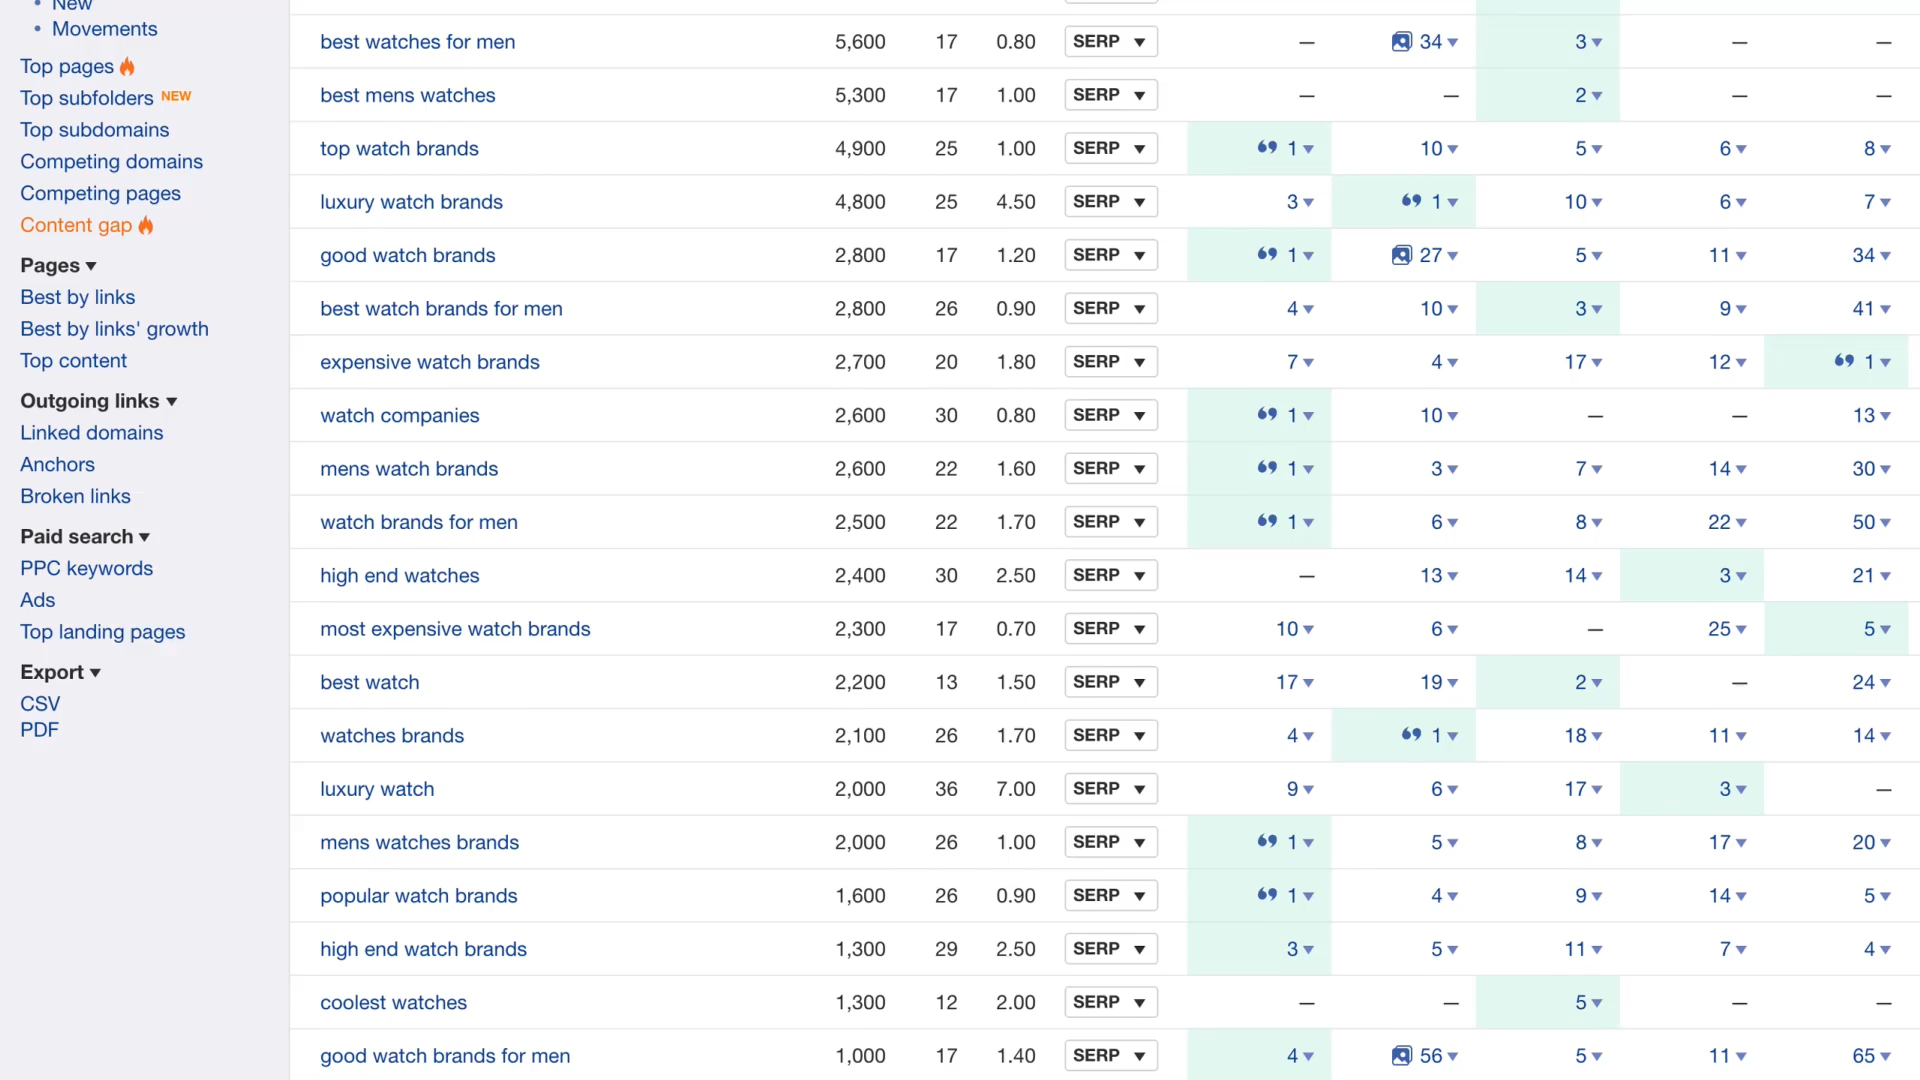 New
Movements
Top pages
Top subfolders NEW
Top subdomains
Competing domains
Competing pages
Content gap
Pages
Best by links
Best by links' growth
Top content
Outgoing links
Linked domains
Anchors
Broken links
Paid search
PPC keywords
Ads
Top landing pages
Export
CSV
PDF
best watches for men 5,600 17 0.80 SERP — 34 3 — —
best mens watches 5,300 17 1.00 SERP — — 2 — —
top watch brands 4,900 25 1.00 SERP 1 10 5 6 8
luxury watch brands 4,800 25 4.50 SERP 3 1 10 6 7
good watch brands 2,800 17 1.20 SERP 1 27 5 11 34
best watch brands for men 2,800 26 0.90 SERP 4 10 3 9 41
expensive watch brands 2,700 20 1.80 SERP 7 4 17 12 1
watch companies 2,600 30 0.80 SERP 1 10 — — 13
mens watch brands 2,600 22 1.60 SERP 1 3 7 14 30
watch brands for men 2,500 22 1.70 SERP 1 6 8 22 50
high end watches 2,400 30 2.50 SERP — 13 14 3 21
most expensive watch brands 2,300 17 0.70 SERP 10 6 — 25 5
best watch 2,200 13 1.50 SERP 17 19 2 — 24
watches brands 2,100 26 1.70 SERP 4 1 18 11 14
luxury watch 2,000 36 7.00 SERP 9 6 17 3 —
mens watches brands 2,000 26 1.00 SERP 1 5 8 17 20
popular watch brands 1,600 26 0.90 SERP 1 4 9 14 5
high end watch brands 1,300 29 2.50 SERP 3 5 11 7 4
coolest watches 1,300 12 2.00 SERP — — 5 — —
good watch brands for men 1,000 17 1.40 SERP 4 56 5 11 65